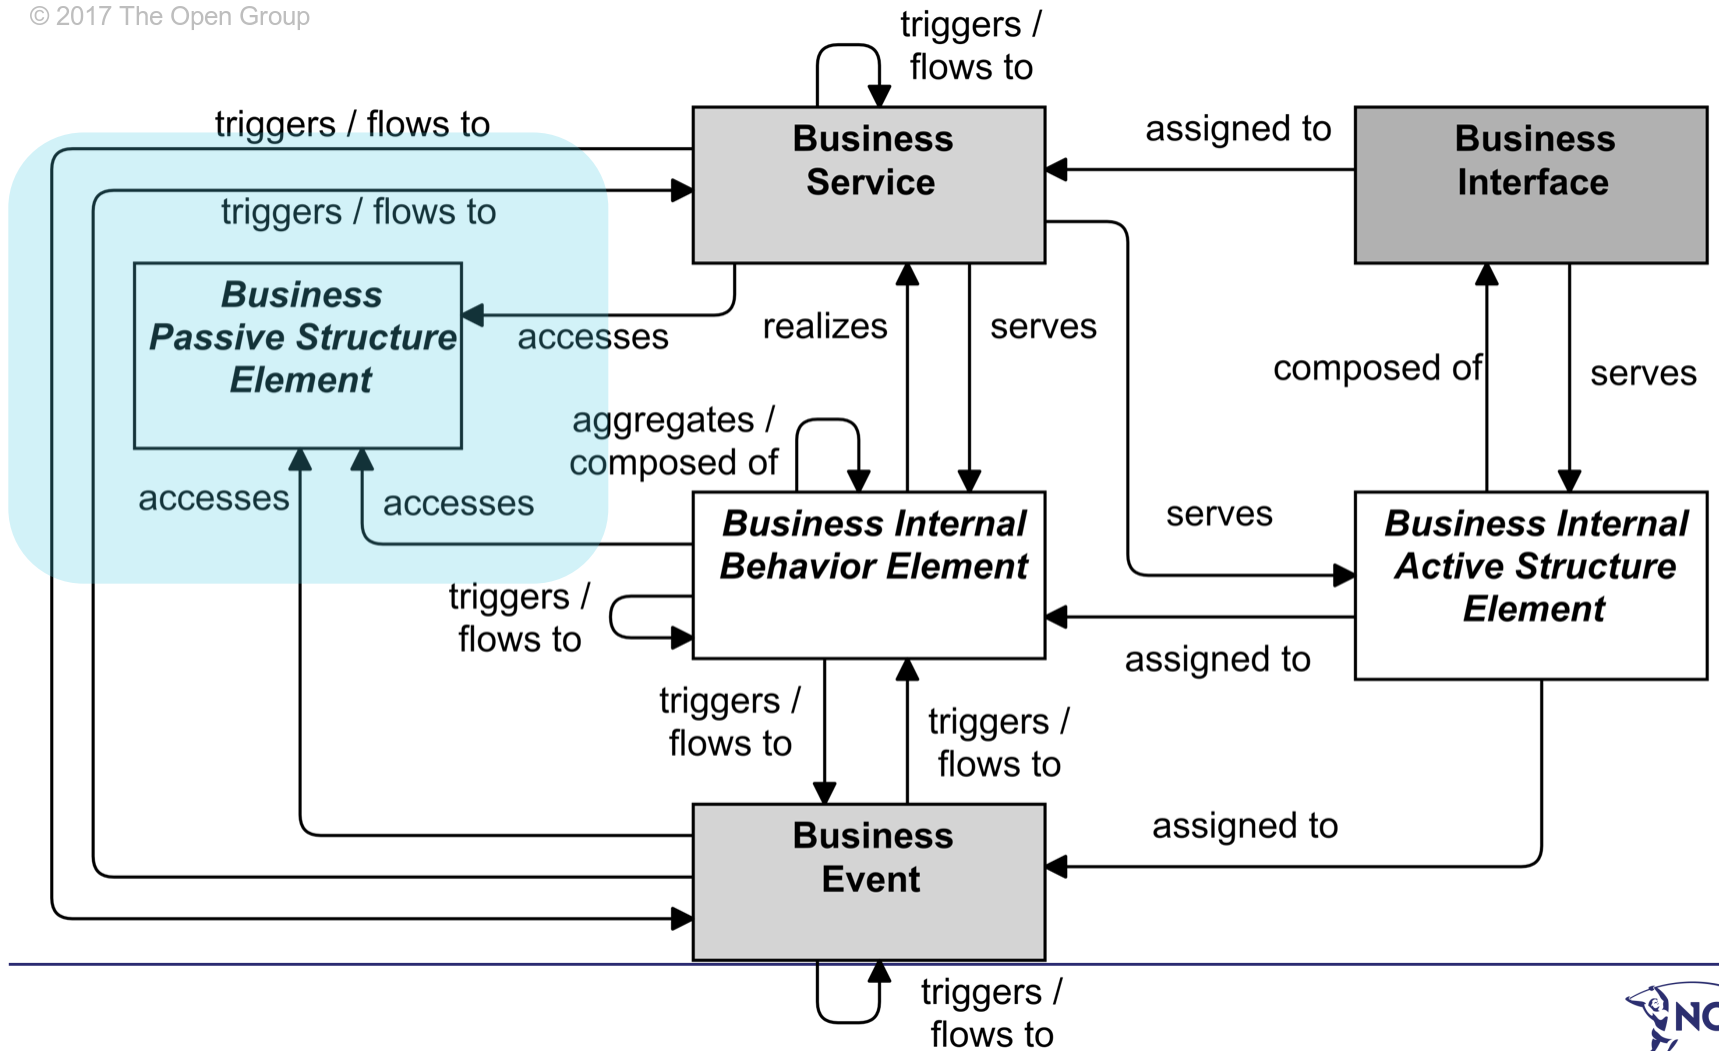 © 2017 The Open Group
triggers /
flows to
triggers / flows to
Business
Service
assigned to
Business
Interface
triggers / flows to
Business
Passive Structure
Element
accesses
realizes
serves
composed of
serves
aggregates /
composed of
accesses
accesses
Business Internal
Behavior Element
serves
Business Internal
Active Structure
Element
triggers /
flows to
assigned to
triggers /
flows to
triggers /
flows to
Business
Event
assigned to
triggers /
flows to